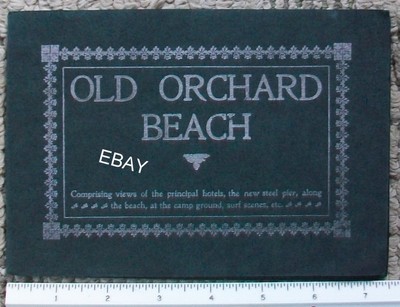 OLD ORCHARD
BEACH
EBAY
Comprising views of the principal hotels, the new steel pier, along
the beach, at the camp ground, surf scenes, etc.
1 2 3 4 5 6 7